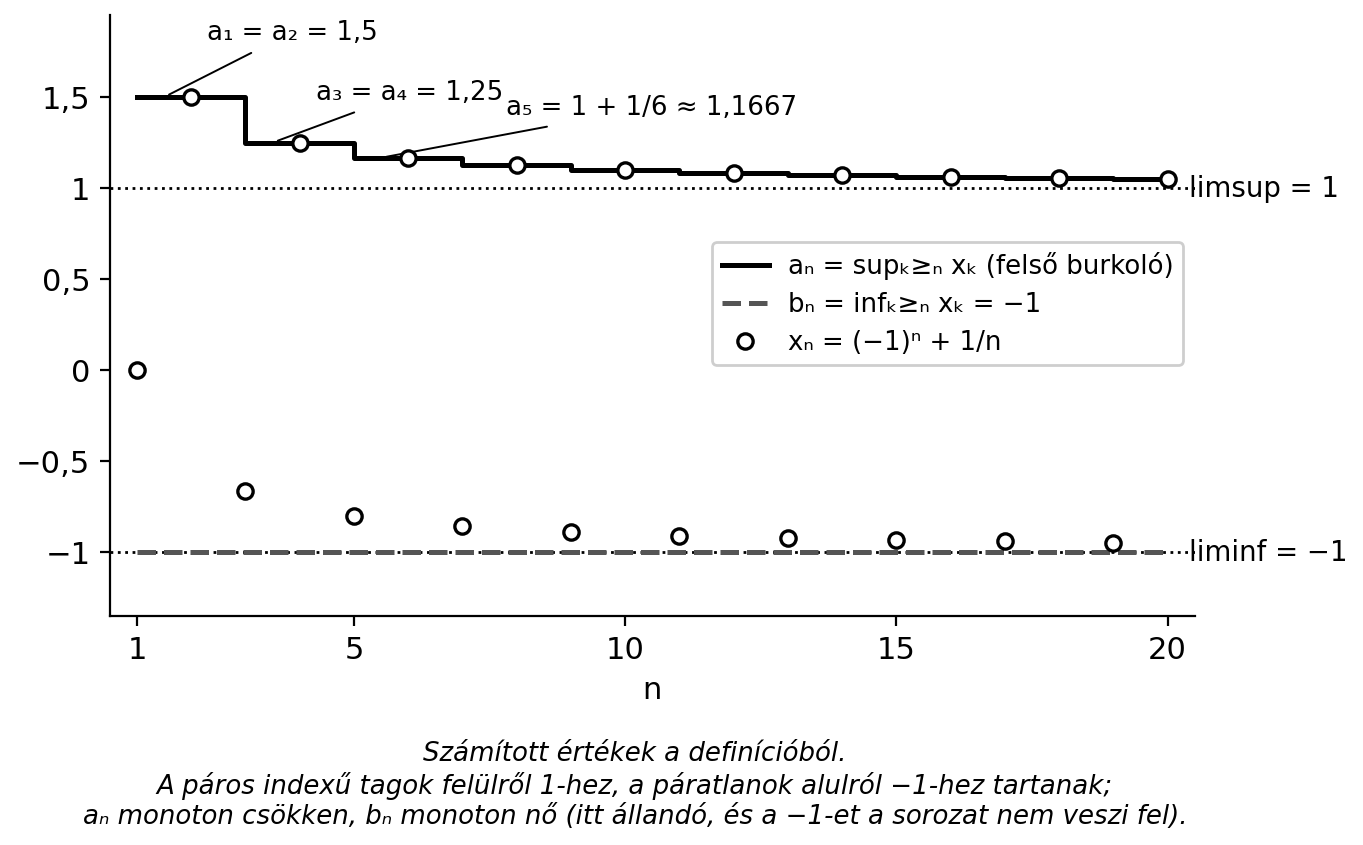 a₁ = a₂ = 1,5
a₃ = a₄ = 1,25
a₅ = 1 + 1/6 ≈ 1,1667
1,5
1
0,5
0
−0,5
−1
limsup = 1
aₙ = supₖ≥ₙ xₖ (felső burkoló)
bₙ = infₖ≥ₙ xₖ = −1
xₙ = (−1)ⁿ + 1/n
liminf = −1
1 5 10 15 20
n
Számított értékek a definícióból.
A páros indexű tagok felülről 1-hez, a páratlanok alulról −1-hez tartanak;
aₙ monoton csökken, bₙ monoton nő (itt állandó, és a −1-et a sorozat nem veszi fel).